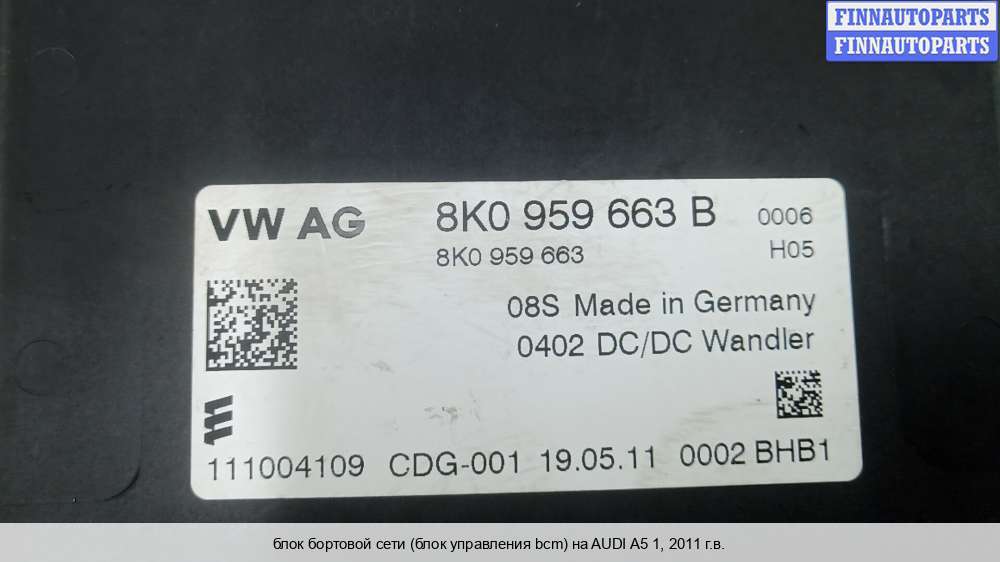 FINNAUTOPARTS
FINNAUTOPARTS
VW AG 8K0 959 663 B 0006
8K0 959 663 H05
08S Made in Germany
0402 DC/DC Wandler
111004109 CDG-001 19.05.11 0002 BHB1
блок бортовой сети (блок управления bcm) на AUDI A5 1, 2011 г.в.